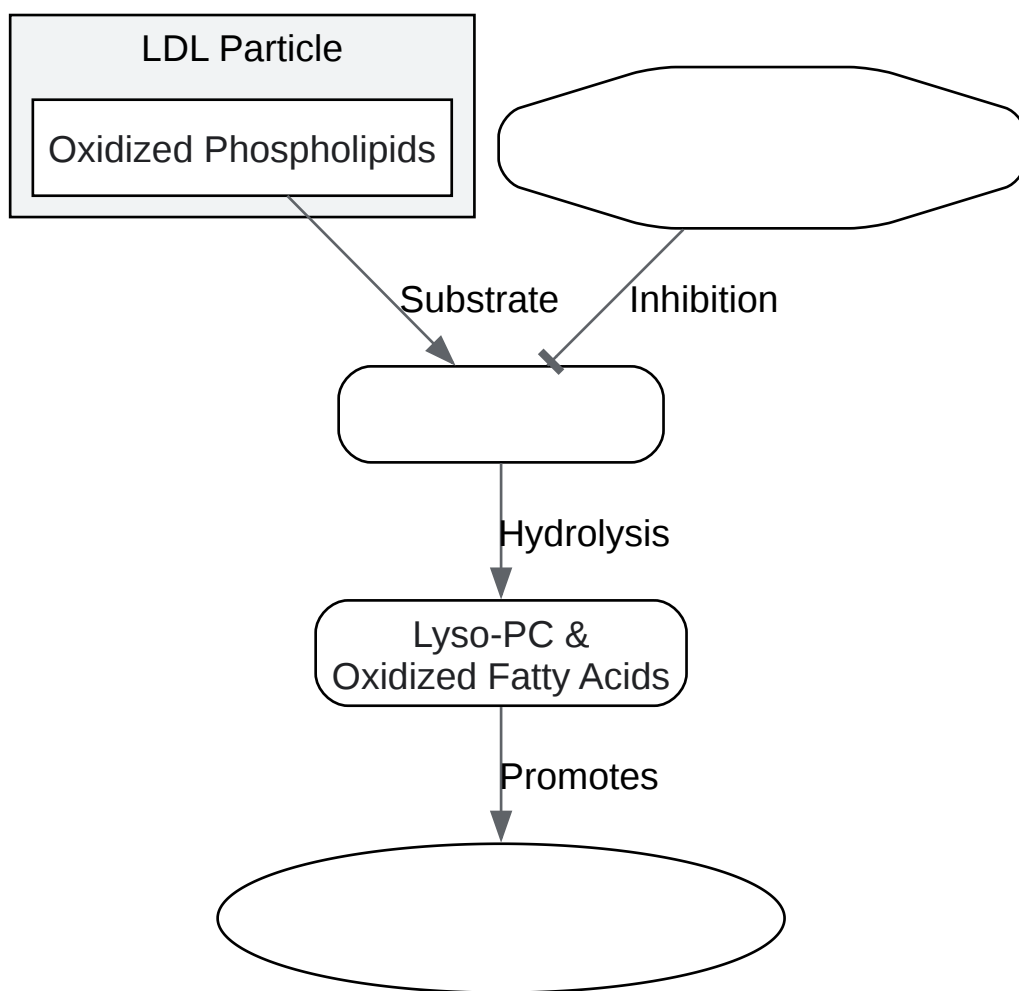 LDL Particle
Oxidized Phospholipids
Substrate
Inhibition
Hydrolysis
Lyso-PC &
Oxidized Fatty Acids
Promotes